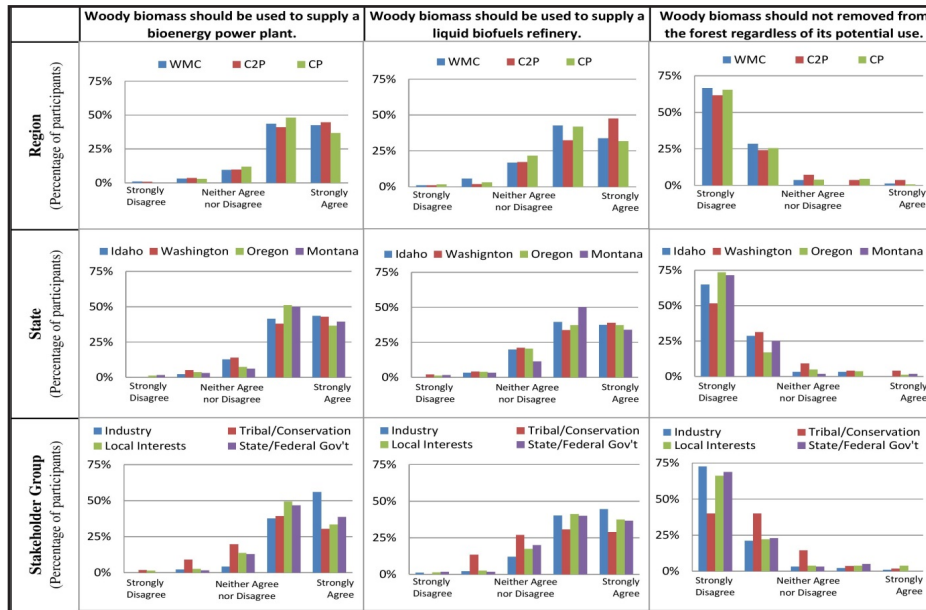 Woody biomass should be used to supply a
bioenergy power plant.
Woody biomass should be used to supply a
liquid biofuels refinery.
Woody biomass should not removed from
the forest regardless of its potential use.
Region
(Percentage of participants)
WMC C2P CP
75%
50%
25%
0%
Strongly
Disagree
Neither Agree
nor Disagree
Strongly
Agree
WMC C2P CP
75%
50%
25%
0%
Strongly
Disagree
Neither Agree
nor Disagree
Strongly
Agree
WMC C2P CP
75%
50%
25%
0%
Strongly
Disagree
Neither Agree
nor Disagree
Strongly
Agree
State
(Percentage of participants)
Idaho Washington Oregon Montana
75%
50%
25%
0%
Strongly
Disagree
Neither Agree
nor Disagree
Strongly
Agree
Idaho Washignton Oregon Montana
75%
50%
25%
0%
Strongly
Disagree
Neither Agree
nor Disagree
Strongly
Agree
Idaho Washington Oregon Montana
75%
50%
25%
0%
Strongly
Disagree
Neither Agree
nor Disagree
Strongly
Agree
Stakeholder Group
(Percentage of participants)
Industry Tribal/Conservation
Local Interests State/Federal Gov't
75%
50%
25%
0%
Strongly
Disagree
Neither Agree
nor Disagree
Strongly
Agree
Industry Tribal/Conservation
Local Interests State/Federal Gov't
75%
50%
25%
0%
Strongly
Disagree
Neither Agree
nor Disagree
Strongly
Agree
Industry Tribal/Conservation
Local Interests State/Federal Gov't
75%
50%
25%
0%
Strongly
Disagree
Neither Agree
nor Disagree
Strongly
Agree